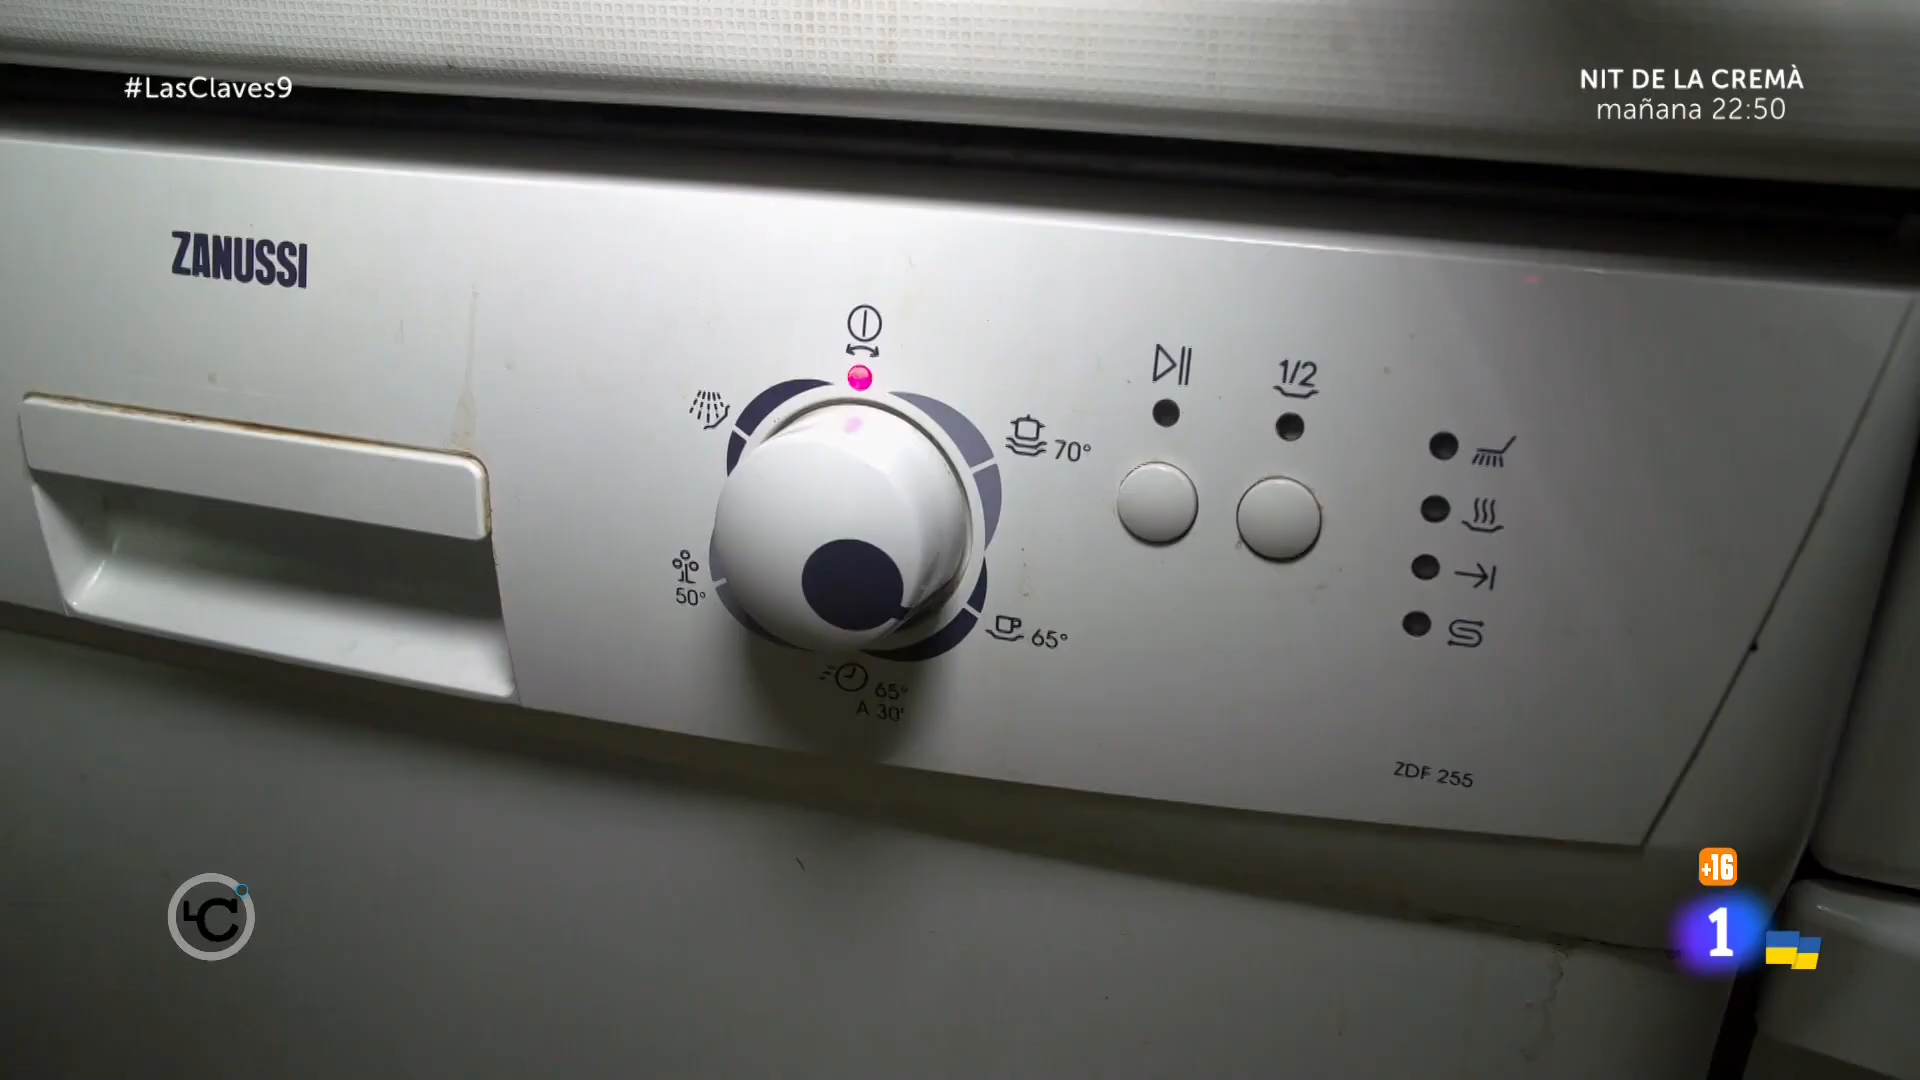 #LasClaves9
NIT DE LA CREMÀ
mañana 22:50
ZANUSSI
1/2
70°
50°
65°
65°
A 30'
ZDF 255
+16
1
LC